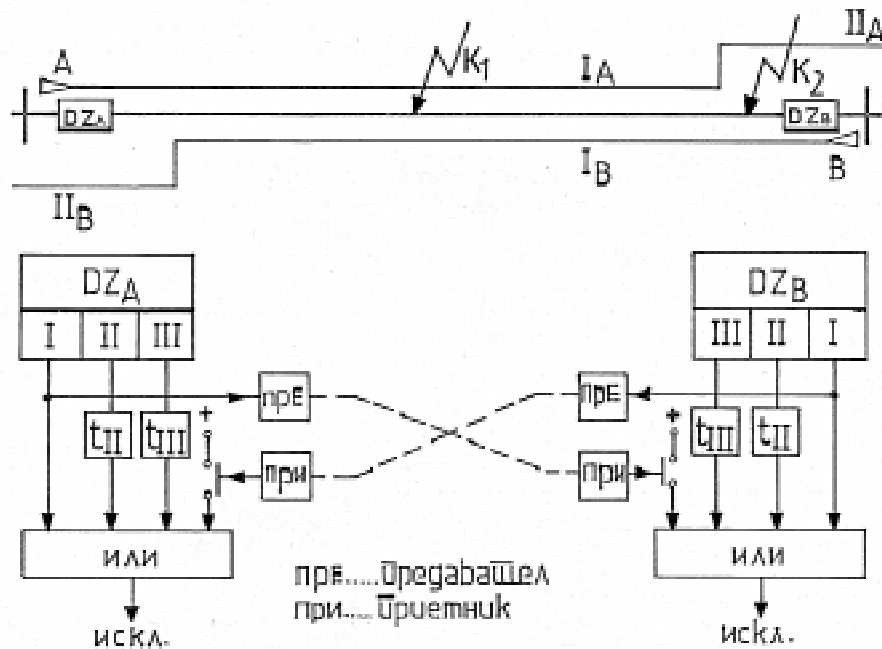 II_A
A K₁ I_A K₂
DZ_A DZ_B
I_B B
II_B
DZ_A DZ_B
I II III III II I
прЕ прЕ
+ +
t_II t_III t_III t_II
при при
или или
прЕ.....Предавател
при.....Приетник
искл. искл.